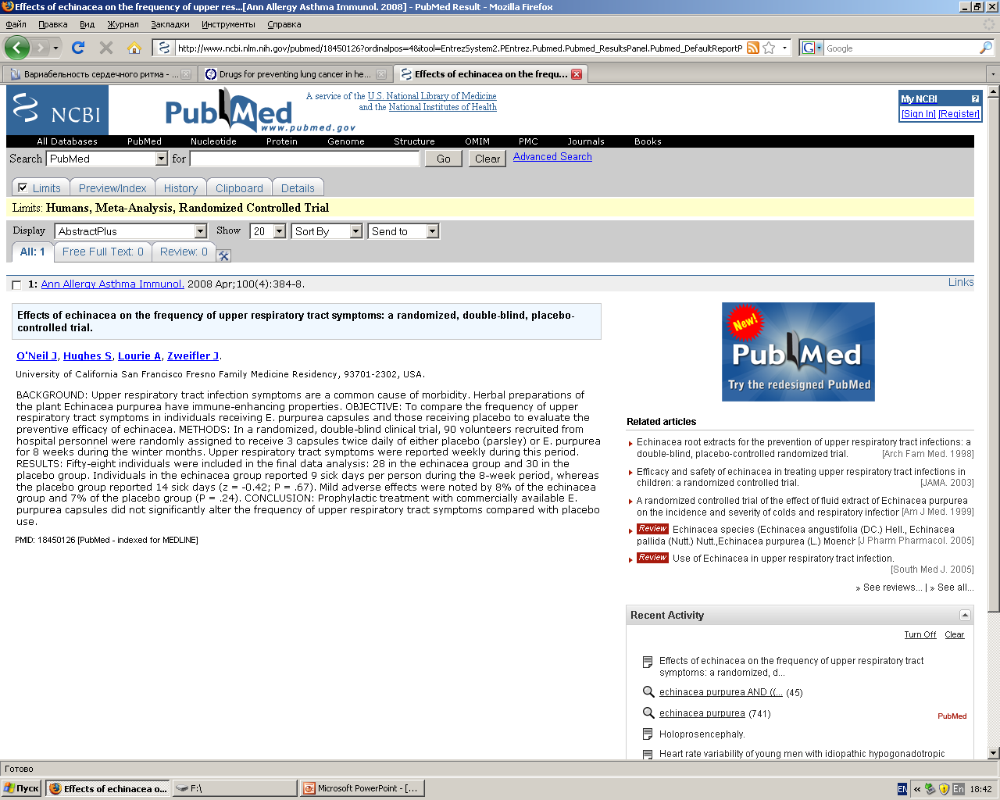 Effects of echinacea on the frequency of upper res...[Ann Allergy Asthma Immunol. 2008] - PubMed Result - Mozilla Firefox
Файл Правка Вид Журнал Закладки Инструменты Справка
http://www.ncbi.nlm.nih.gov/pubmed/18450126?ordinalpos=4&itool=EntrezSystem2.PEntrez.Pubmed.Pubmed_ResultsPanel.Pubmed_DefaultReportP
Google
Вариабельность сердечного ритма - ...
Drugs for preventing lung cancer in he...
Effects of echinacea on the frequ...
NCBI
PubMed
www.pubmed.gov
A service of the U.S. National Library of Medicine
and the National Institutes of Health
My NCBI
[Sign In] [Register]
All Databases PubMed Nucleotide Protein Genome Structure OMIM PMC Journals Books
Search PubMed for Go Clear Advanced Search
Limits Preview/Index History Clipboard Details
Limits: Humans, Meta-Analysis, Randomized Controlled Trial
Display AbstractPlus Show 20 Sort By Send to
All: 1 Free Full Text: 0 Review: 0
1: Ann Allergy Asthma Immunol. 2008 Apr;100(4):384-8. Links
Effects of echinacea on the frequency of upper respiratory tract symptoms: a randomized, double-blind, placebo-
controlled trial.
O'Neil J, Hughes S, Lourie A, Zweifler J.
University of California San Francisco Fresno Family Medicine Residency, 93701-2302, USA.
BACKGROUND: Upper respiratory tract infection symptoms are a common cause of morbidity. Herbal preparations of
the plant Echinacea purpurea have immune-enhancing properties. OBJECTIVE: To compare the frequency of upper
respiratory tract symptoms in individuals receiving E. purpurea capsules and those receiving placebo to evaluate the
preventive efficacy of echinacea. METHODS: In a randomized, double-blind clinical trial, 90 volunteers recruited from
hospital personnel were randomly assigned to receive 3 capsules twice daily of either placebo (parsley) or E. purpurea
for 8 weeks during the winter months. Upper respiratory tract symptoms were reported weekly during this period.
RESULTS: Fifty-eight individuals were included in the final data analysis: 28 in the echinacea group and 30 in the
placebo group. Individuals in the echinacea group reported 9 sick days per person during the 8-week period, whereas
the placebo group reported 14 sick days (z = -0.42; P = .67). Mild adverse effects were noted by 8% of the echinacea
group and 7% of the placebo group (P = .24). CONCLUSION: Prophylactic treatment with commercially available E.
purpurea capsules did not significantly alter the frequency of upper respiratory tract symptoms compared with placebo
use.
PMID: 18450126 [PubMed - indexed for MEDLINE]
New!
PubMed
Try the redesigned PubMed
Related articles
Echinacea root extracts for the prevention of upper respiratory tract infections: a
double-blind, placebo-controlled randomized trial. [Arch Fam Med. 1998]
Efficacy and safety of echinacea in treating upper respiratory tract infections in
children: a randomized controlled trial. [JAMA. 2003]
A randomized controlled trial of the effect of fluid extract of Echinacea purpurea
on the incidence and severity of colds and respiratory infection [Am J Med. 1999]
Review Echinacea species (Echinacea angustifolia (DC.) Hell., Echinacea
pallida (Nutt.) Nutt.,Echinacea purpurea (L.) Moench [J Pharm Pharmacol. 2005]
Review Use of Echinacea in upper respiratory tract infection.
[South Med J. 2005]
» See reviews... | » See all...
Recent Activity
Turn Off Clear
Effects of echinacea on the frequency of upper respiratory tract
symptoms: a randomized, d...
echinacea purpurea AND ((... (45)
echinacea purpurea (741)
PubMed
Holoprosencephaly.
Heart rate variability of young men with idiopathic hypogonadotropic
Готово
Пуск Effects of echinacea o... F:\ Microsoft PowerPoint - [... EN « En 18:42